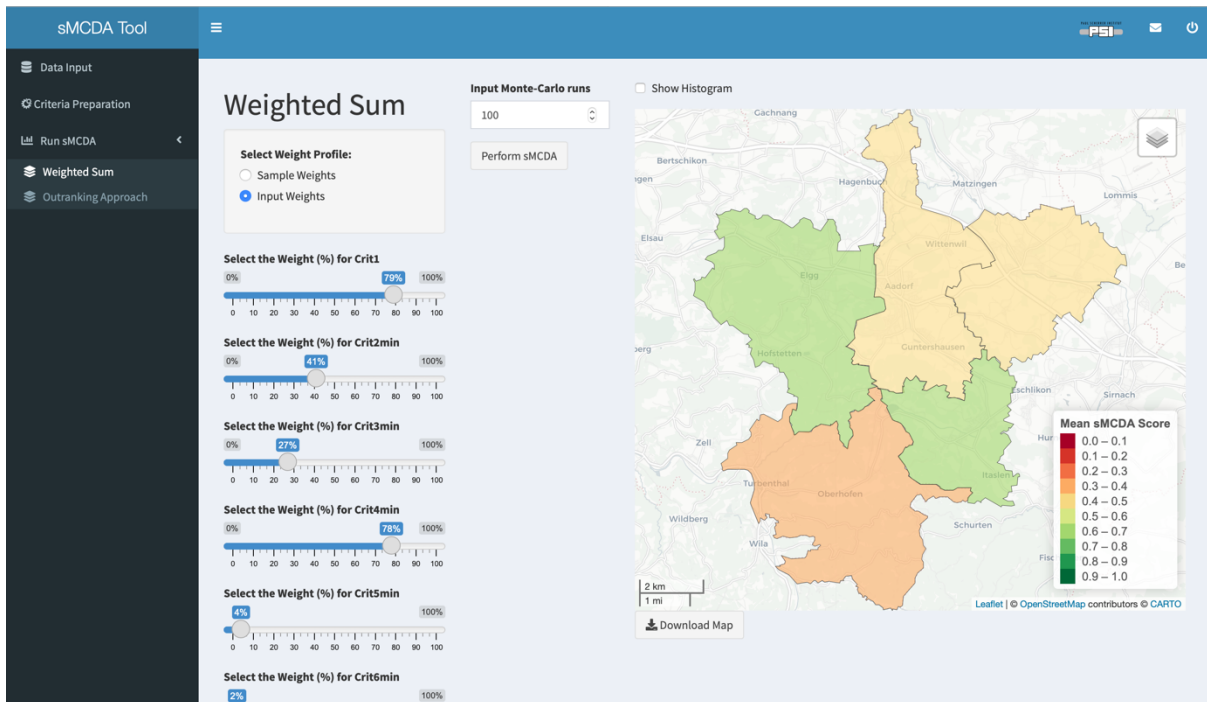 sMCDA Tool
PAUL SCHERRER INSTITUT
PSI
Data Input
Criteria Preparation
Run sMCDA
Weighted Sum
Outranking Approach
Weighted Sum
Select Weight Profile:
Sample Weights
Input Weights
Select the Weight (%) for Crit1
0% 79% 100%
0 10 20 30 40 50 60 70 80 90 100
Select the Weight (%) for Crit2min
0% 41% 100%
0 10 20 30 40 50 60 70 80 90 100
Select the Weight (%) for Crit3min
0% 27% 100%
0 10 20 30 40 50 60 70 80 90 100
Select the Weight (%) for Crit4min
0% 78% 100%
0 10 20 30 40 50 60 70 80 90 100
Select the Weight (%) for Crit5min
4% 100%
0 10 20 30 40 50 60 70 80 90 100
Select the Weight (%) for Crit6min
2% 100%
Input Monte-Carlo runs
100
Perform sMCDA
Show Histogram
Gachnang
Bertschikon
Hagenbuch
Matzingen
Lommis
Elsau
Wittenwil
Elgg
Aadorf
Hofstetten
Guntershausen
Eschlikon
Sirnach
Zell
Turbenthal
Oberhofen
Itaslen
Wildberg
Wila
Schurten
Mean sMCDA Score
0.0 – 0.1
0.1 – 0.2
0.2 – 0.3
0.3 – 0.4
0.4 – 0.5
0.5 – 0.6
0.6 – 0.7
0.7 – 0.8
0.8 – 0.9
0.9 – 1.0
2 km
1 mi
Leaflet | © OpenStreetMap contributors © CARTO
Download Map